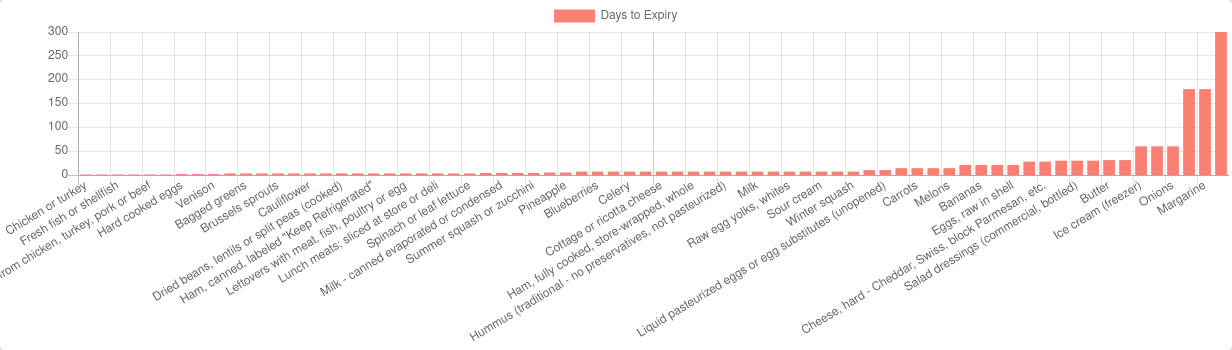 Days to Expiry
300
250
200
150
100
50
0
Chicken or turkey
Fresh fish or shellfish
from chicken, turkey, pork or beef
Hard cooked eggs
Venison
Bagged greens
Brussels sprouts
Cauliflower
Dried beans, lentils or split peas (cooked)
Ham, canned, labeled "Keep Refrigerated"
Leftovers with meat, fish, poultry or egg
Lunch meats: sliced at store or deli
Spinach or leaf lettuce
Milk - canned evaporated or condensed
Summer squash or zucchini
Pineapple
Blueberries
Celery
Cottage or ricotta cheese
Ham, fully cooked, store-wrapped, whole
Hummus (traditional - no preservatives, not pasteurized)
Milk
Raw egg yolks, whites
Sour cream
Winter squash
Liquid pasteurized eggs or egg substitutes (unopened)
Carrots
Melons
Bananas
Eggs, raw in shell
Cheese, hard - Cheddar, Swiss, block Parmesan, etc.
Salad dressings (commercial, bottled)
Butter
Ice cream (freezer)
Onions
Margarine